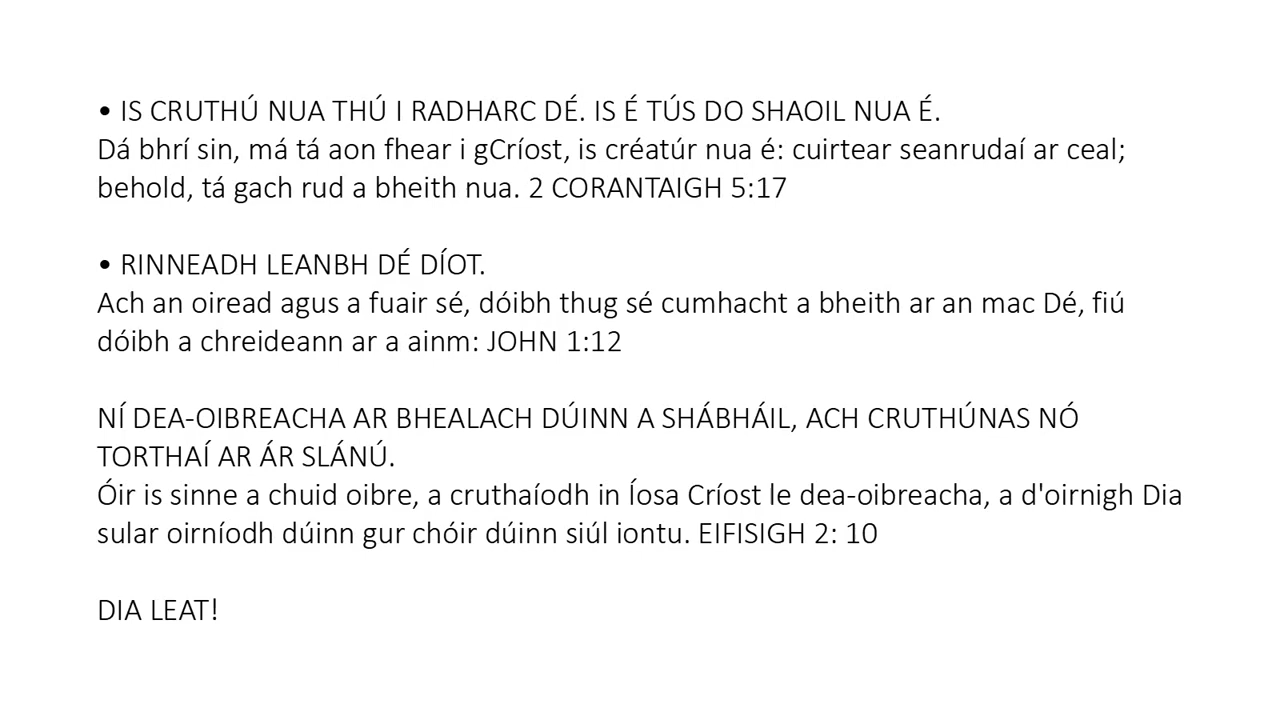 • IS CRUTHÚ NUA THÚ I RADHARC DÉ. IS É TÚS DO SHAOIL NUA É.
Dá bhrí sin, má tá aon fhear i gCríost, is créatúr nua é: cuirtear seanrudaí ar ceal;
behold, tá gach rud a bheith nua. 2 CORANTAIGH 5:17
• RINNEADH LEANBH DÉ DÍOT.
Ach an oiread agus a fuair sé, dóibh thug sé cumhacht a bheith ar an mac Dé, fiú
dóibh a chreideann ar a ainm: JOHN 1:12
NÍ DEA-OIBREACHA AR BHEALACH DÚINN A SHÁBHÁIL, ACH CRUTHÚNAS NÓ
TORTHAÍ AR ÁR SLÁNÚ.
Óir is sinne a chuid oibre, a cruthaíodh in Íosa Críost le dea-oibreacha, a d'oirnigh Dia
sular oirníodh dúinn gur chóir dúinn siúl iontu. EIFISIGH 2: 10
DIA LEAT!